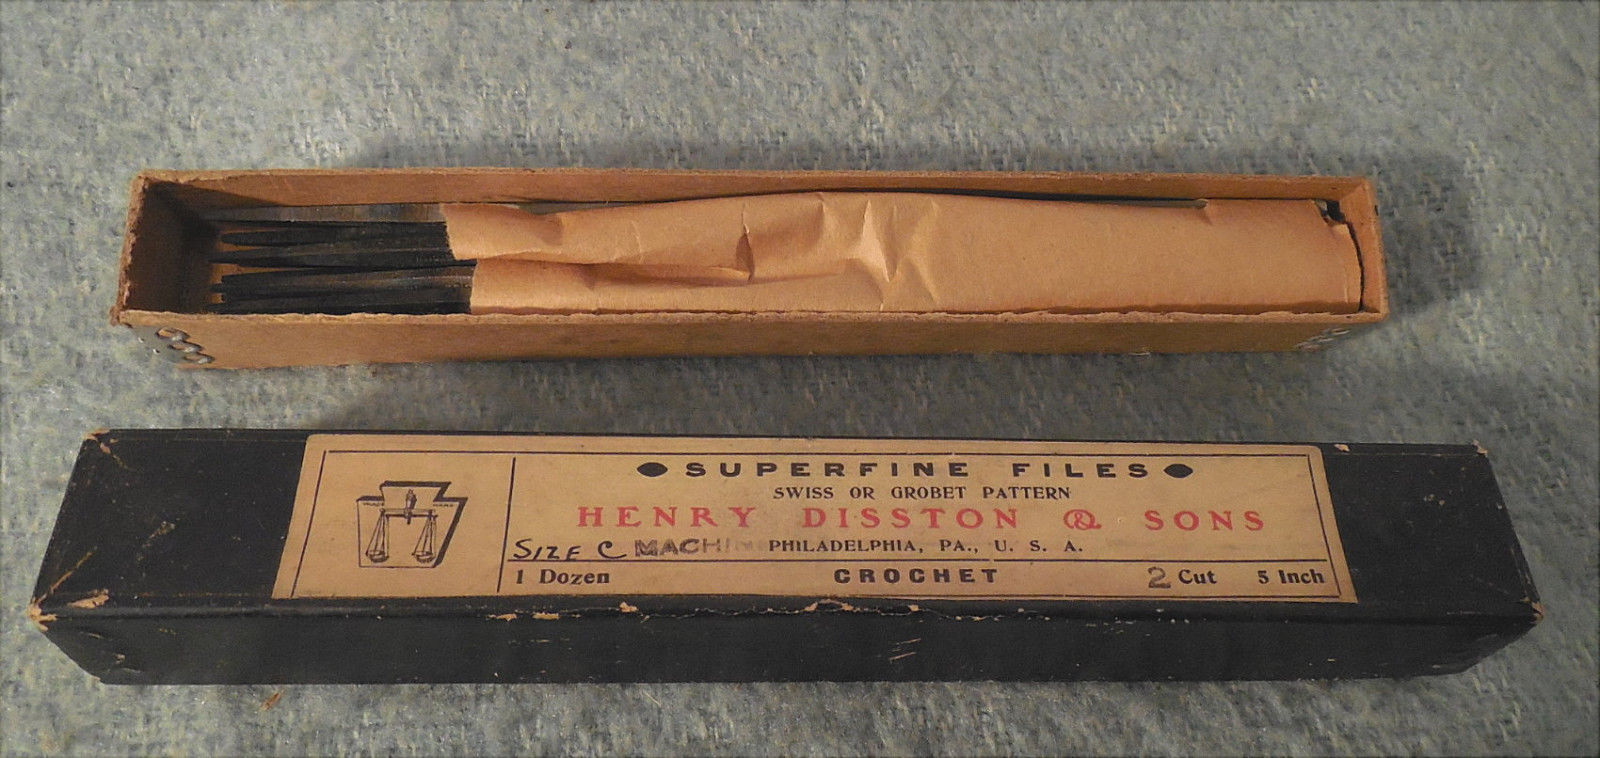 SUPERFINE FILES
SWISS OR GROBET PATTERN
HENRY DISSTON & SONS
SIZE C PHILADELPHIA, PA., U. S. A.
1 Dozen CROCHET 2 Cut 5 Inch